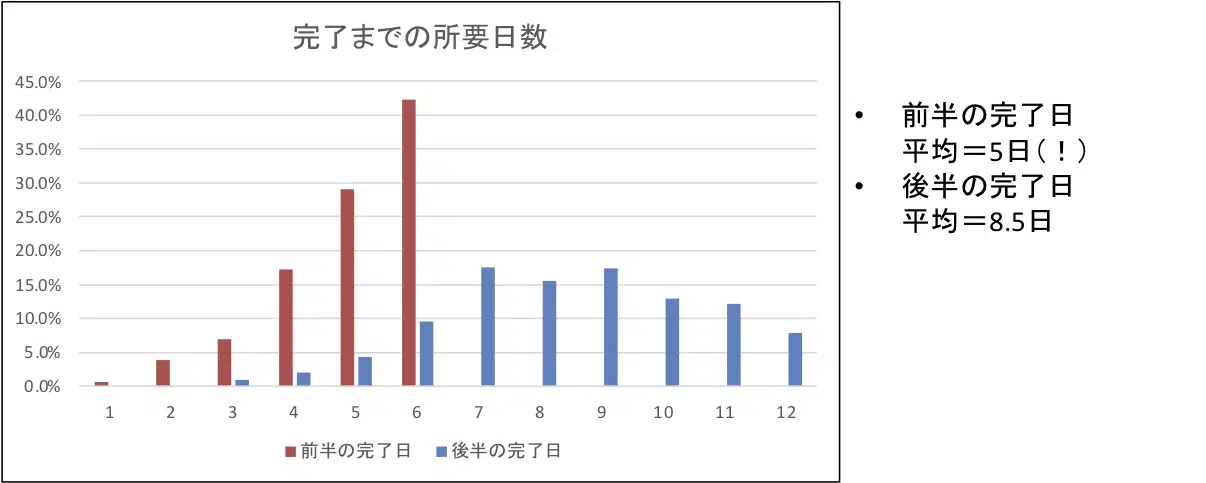 完了までの所要日数
45.0%
40.0%
35.0%
30.0%
25.0%
20.0%
15.0%
10.0%
5.0%
0.0%
1 2 3 4 5 6 7 8 9 10 11 12
前半の完了日 後半の完了日
• 前半の完了日
平均＝5日（！）
• 後半の完了日
平均＝8.5日